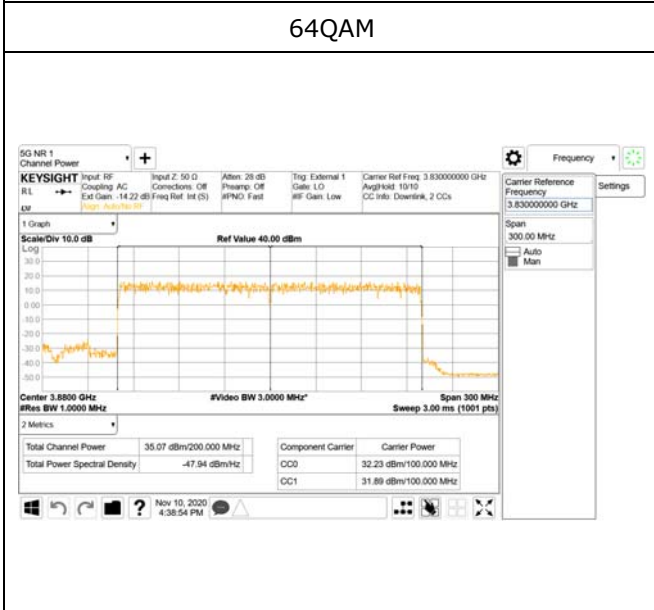 64QAM
5G NR 1
Channel Power
+
Frequency
KEYSIGHT Input: RF Input Z: 50 Ω Atten: 28 dB Trig: External 1 Carrier Ref Freq: 3.830000000 GHz
RL Coupling: AC Corrections: Off Preamp: Off Gate: LO Avg|Hold: 10/10
Ext Gain: -14.22 dB Freq Ref: Int (S) #PNO: Fast #IF Gain: Low CC Info: Downlink, 2 CCs
Align: Auto/No RF
Carrier Reference
Frequency
3.830000000 GHz
Settings
Span
300.00 MHz
Auto
Man
1 Graph
Scale/Div 10.0 dB Ref Value 40.00 dBm
Log
30.0
20.0
10.0
0.00
-10.0
-20.0
-30.0
-40.0
-50.0
Center 3.8800 GHz #Video BW 3.0000 MHz* Span 300 MHz
#Res BW 1.0000 MHz Sweep 3.00 ms (1001 pts)
2 Metrics
Total Channel Power 35.07 dBm/200.000 MHz Component Carrier Carrier Power
Total Power Spectral Density -47.94 dBm/Hz CC0 32.23 dBm/100.000 MHz
CC1 31.89 dBm/100.000 MHz
? Nov 10, 2020
4:38:54 PM